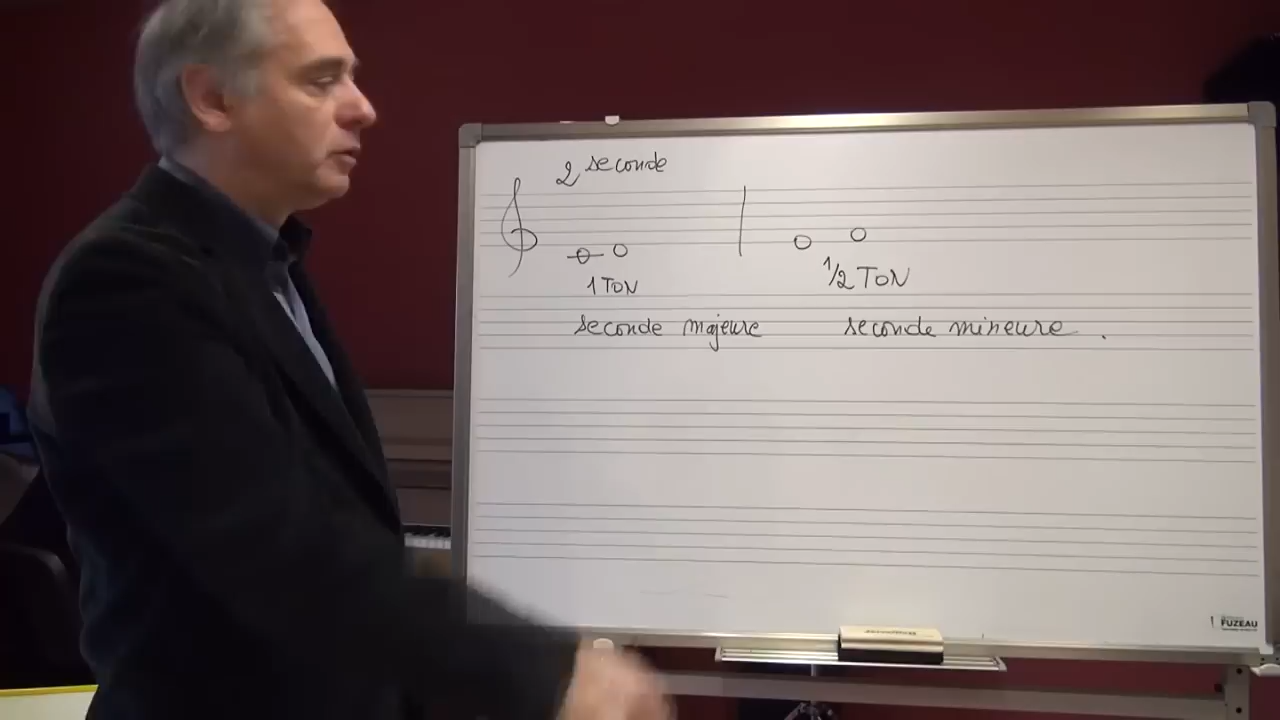 2 seconde
1 TON
1/2 TON
seconde majeure
seconde mineure.
FUZEAU